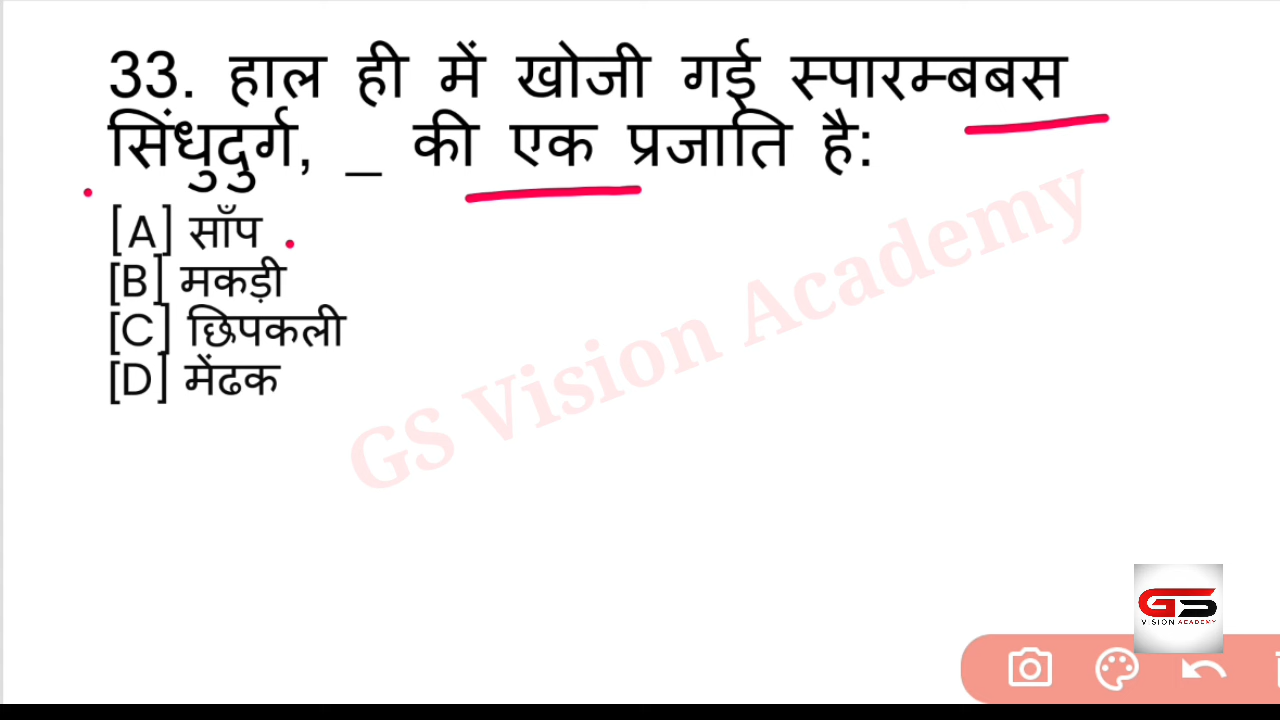 33. हाल ही में खोजी गई स्पारम्बबस
सिंधुदुर्ग, _ की एक प्रजाति है:
[A] साँप
[B] मकड़ी
[C] छिपकली
[D] मेंढक
GS Vision Academy
GS
VISION ACADEMY